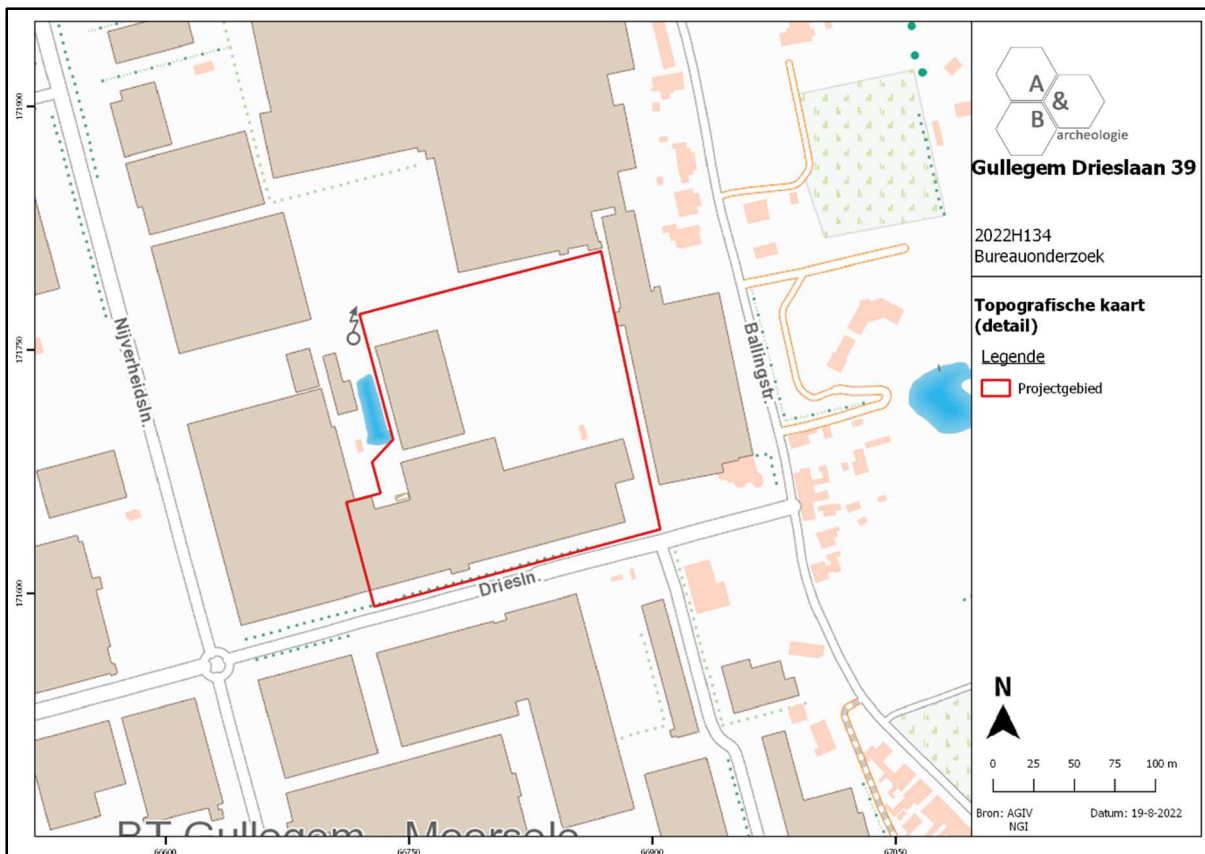 A
&
B
archeologie
Gullegem Drieslaan 39
2022H134
Bureauonderzoek
Topografische kaart
(detail)
Legende
Projectgebied
N
0 25 50 75 100 m
Bron: AGIV
NGI
Datum: 19-8-2022
171900
171750
171600
Nijverheidsln.
Ballingstr.
Driesln.
66600 66750 66900 67050